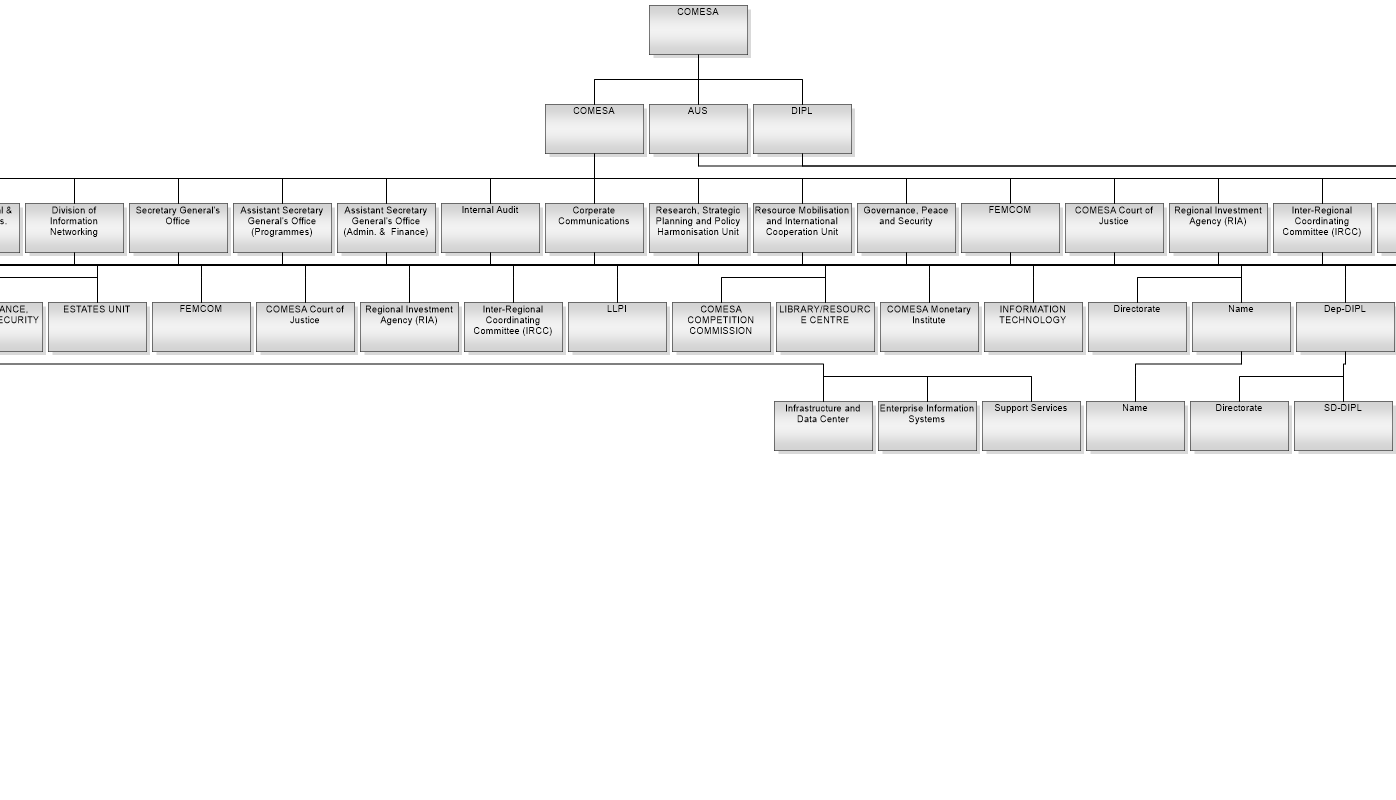 COMESA
COMESA
AUS
DIPL
&
s.
Division of
Information
Networking
Secretary General's
Office
Assistant Secretary
General's Office
(Programmes)
Assistant Secretary
General's Office
(Admin. &  Finance)
Internal Audit
Corperate
Communications
Research, Strategic
Planning and Policy
Harmonisation Unit
Resource Mobilisation
and International
Cooperation Unit
Governance, Peace
and Security
FEMCOM
COMESA Court of
Justice
Regional Investment
Agency (RIA)
Inter-Regional
Coordinating
Committee (IRCC)
ANCE,
ECURITY
ESTATES UNIT
FEMCOM
COMESA Court of
Justice
Regional Investment
Agency (RIA)
Inter-Regional
Coordinating
Committee (IRCC)
LLPI
COMESA
COMPETITION
COMMISSION
LIBRARY/RESOURC
E CENTRE
COMESA Monetary
Institute
INFORMATION
TECHNOLOGY
Directorate
Name
Dep-DIPL
Infrastructure and
Data Center
Enterprise Information
Systems
Support Services
Name
Directorate
SD-DIPL